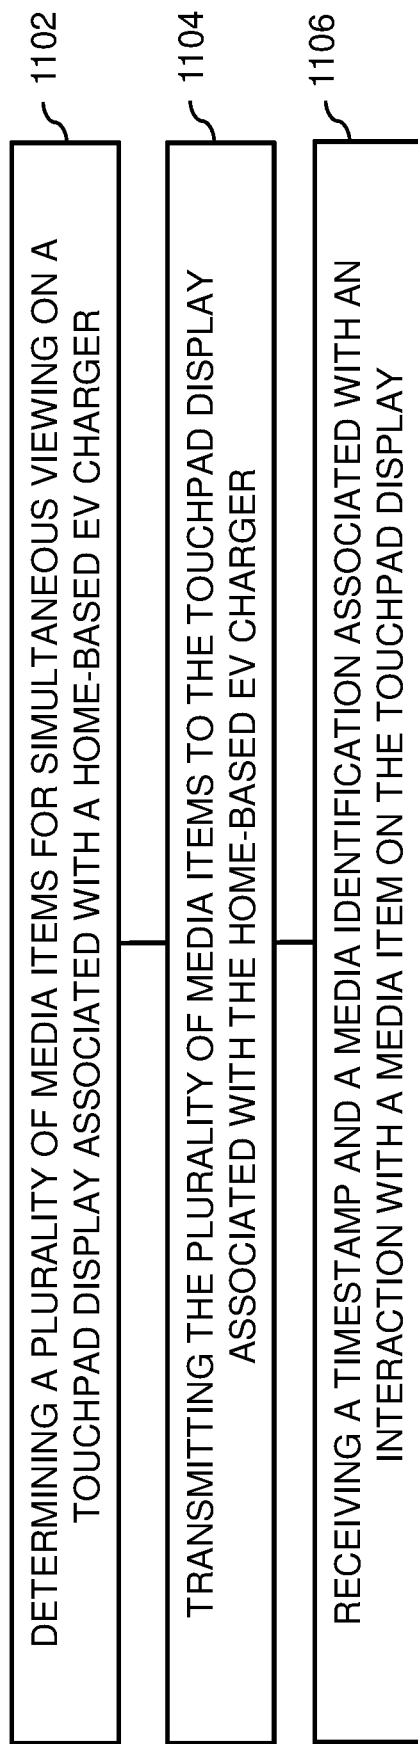 1102
DETERMINING A PLURALITY OF MEDIA ITEMS FOR SIMULTANEOUS VIEWING ON A
TOUCHPAD DISPLAY ASSOCIATED WITH A HOME-BASED EV CHARGER
1104
TRANSMITTING THE PLURALITY OF MEDIA ITEMS TO THE TOUCHPAD DISPLAY
ASSOCIATED WITH THE HOME-BASED EV CHARGER
1106
RECEIVING A TIMESTAMP AND A MEDIA IDENTIFICATION ASSOCIATED WITH AN
INTERACTION WITH A MEDIA ITEM ON THE TOUCHPAD DISPLAY